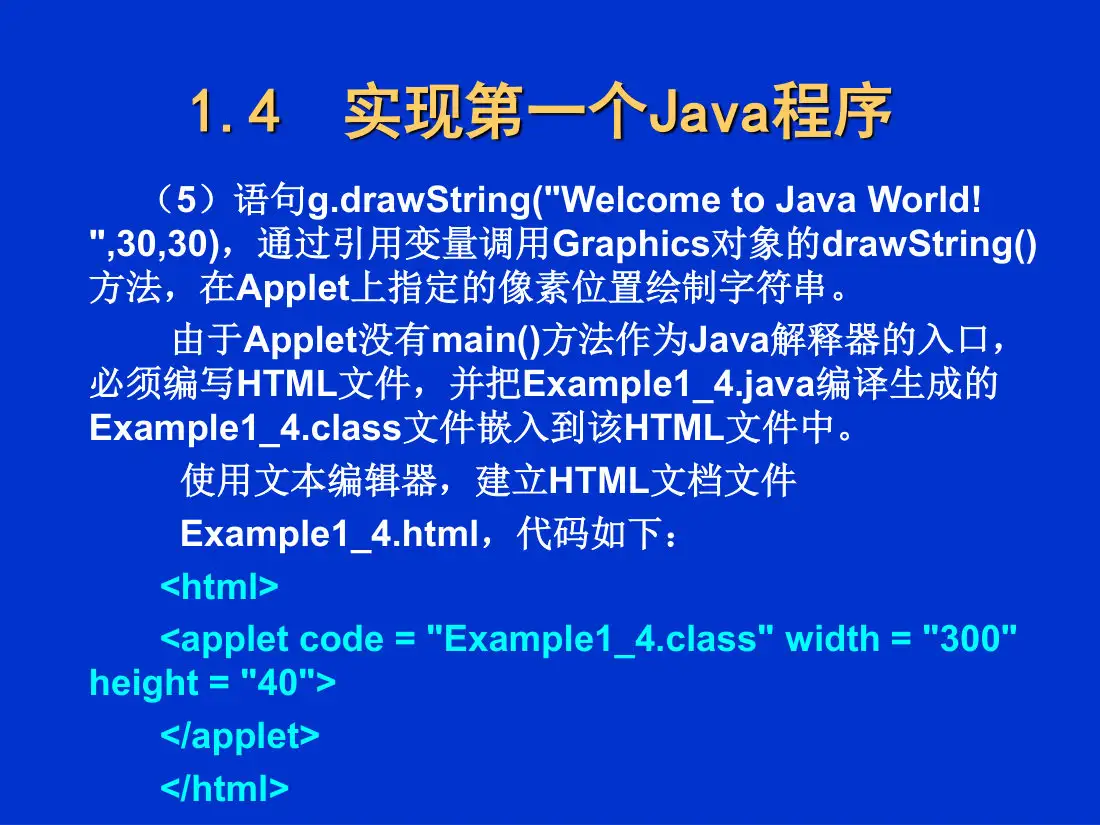 1.4 实现第一个Java程序
（5）语句g.drawString("Welcome to Java World!
",30,30)，通过引用变量调用Graphics对象的drawString()
方法，在Applet上指定的像素位置绘制字符串。
由于Applet没有main()方法作为Java解释器的入口，
必须编写HTML文件，并把Example1_4.java编译生成的
Example1_4.class文件嵌入到该HTML文件中。
使用文本编辑器，建立HTML文档文件
Example1_4.html，代码如下：
<html>
<applet code = "Example1_4.class" width = "300"
height = "40">
</applet>
</html>